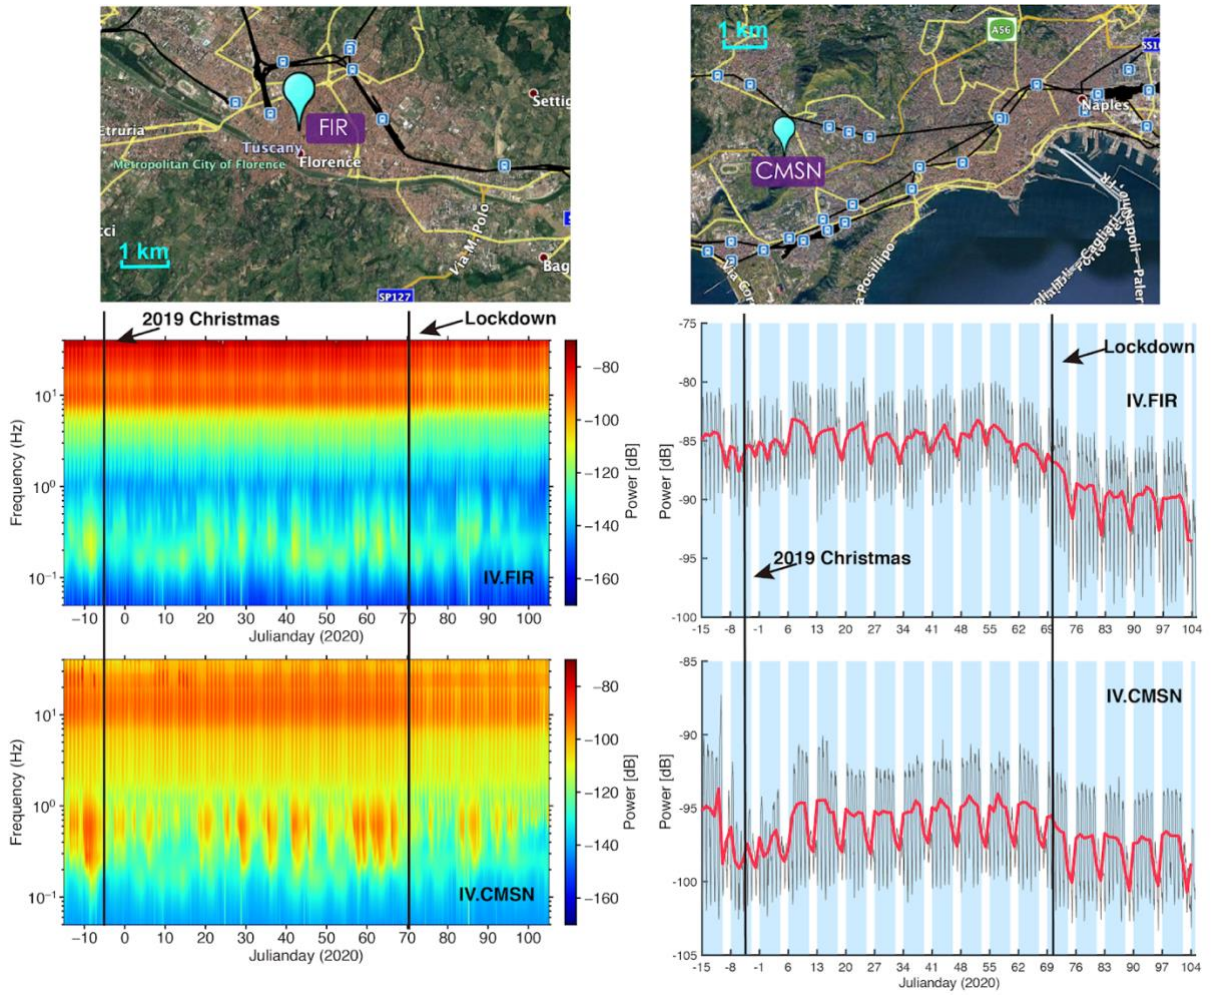 Settig
Etruria
FIR
Tuscany
Metropolitan City of Florence
Florence
cci
1 km
Via M. Polo
Bag
SP127
1 km
A56
Naples
CMSN
a Posillipo
2019 Christmas
Lockdown
10¹
10⁰
10⁻¹
Frequency (Hz)
IV.FIR
−80
−100
−120
−140
−160
Power [dB]
−10 0 10 20 30 40 50 60 70 80 90 100
Julianday (2020)
10¹
10⁰
10⁻¹
Frequency (Hz)
IV.CMSN
−80
−100
−120
−140
−160
Power [dB]
−10 0 10 20 30 40 50 60 70 80 90 100
Julianday (2020)
-75
-80
-85
-90
-95
-100
Power [dB]
Lockdown
IV.FIR
2019 Christmas
-15 -8 -1 6 13 20 27 34 41 48 55 62 69 76 83 90 97 104
-85
-90
-95
-100
-105
Power [dB]
IV.CMSN
-15 -8 -1 6 13 20 27 34 41 48 55 62 69 76 83 90 97 104
Julianday (2020)